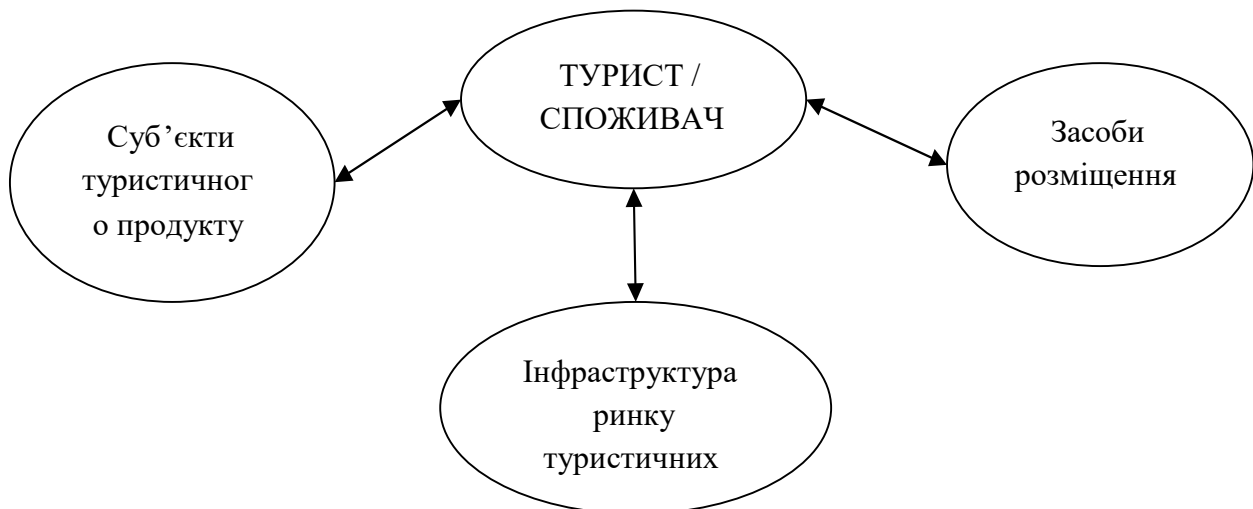 ТУРИСТ /
СПОЖИВАЧ
Суб’єкти
туристичног
о продукту
Засоби
розміщення
Інфраструктура
ринку
туристичних